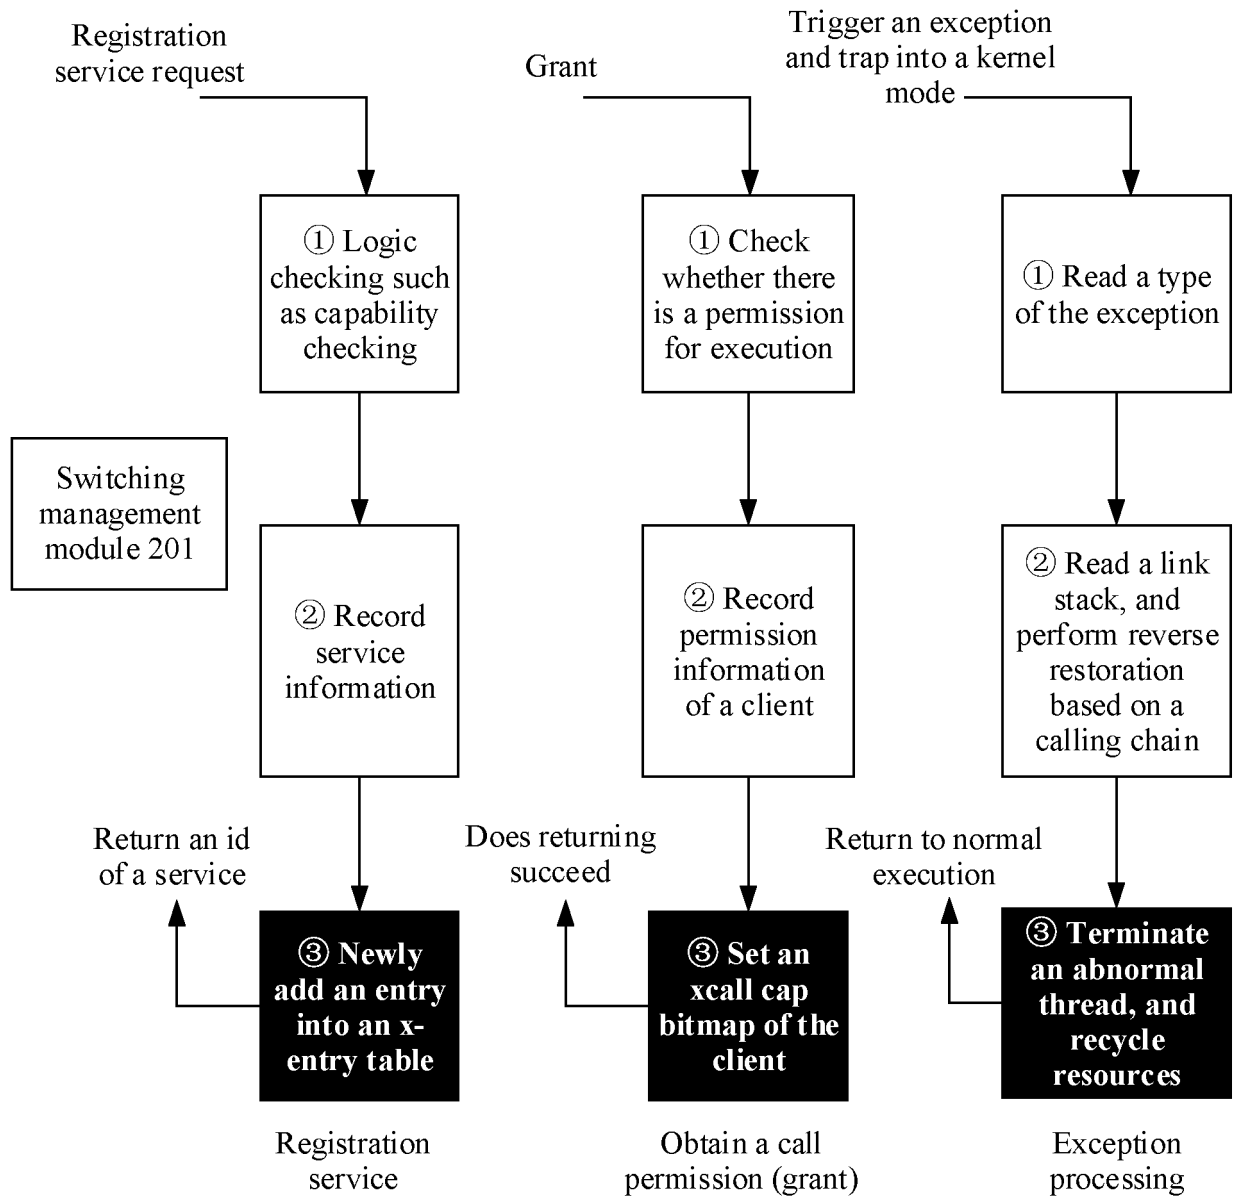 Registration
service request
Grant
Trigger an exception
and trap into a kernel
mode
① Logic
checking such
as capability
checking
① Check
whether there
is a permission
for execution
① Read a type
of the exception
Switching
management
module 201
② Record
service
information
② Record
permission
information
of a client
② Read a link
stack, and
perform reverse
restoration
based on a
calling chain
Return an id
of a service
Does returning
succeed
Return to normal
execution
③ Newly
add an entry
into an x-
entry table
③ Set an
xcall cap
bitmap of the
client
③ Terminate
an abnormal
thread, and
recycle
resources
Registration
service
Obtain a call
permission (grant)
Exception
processing